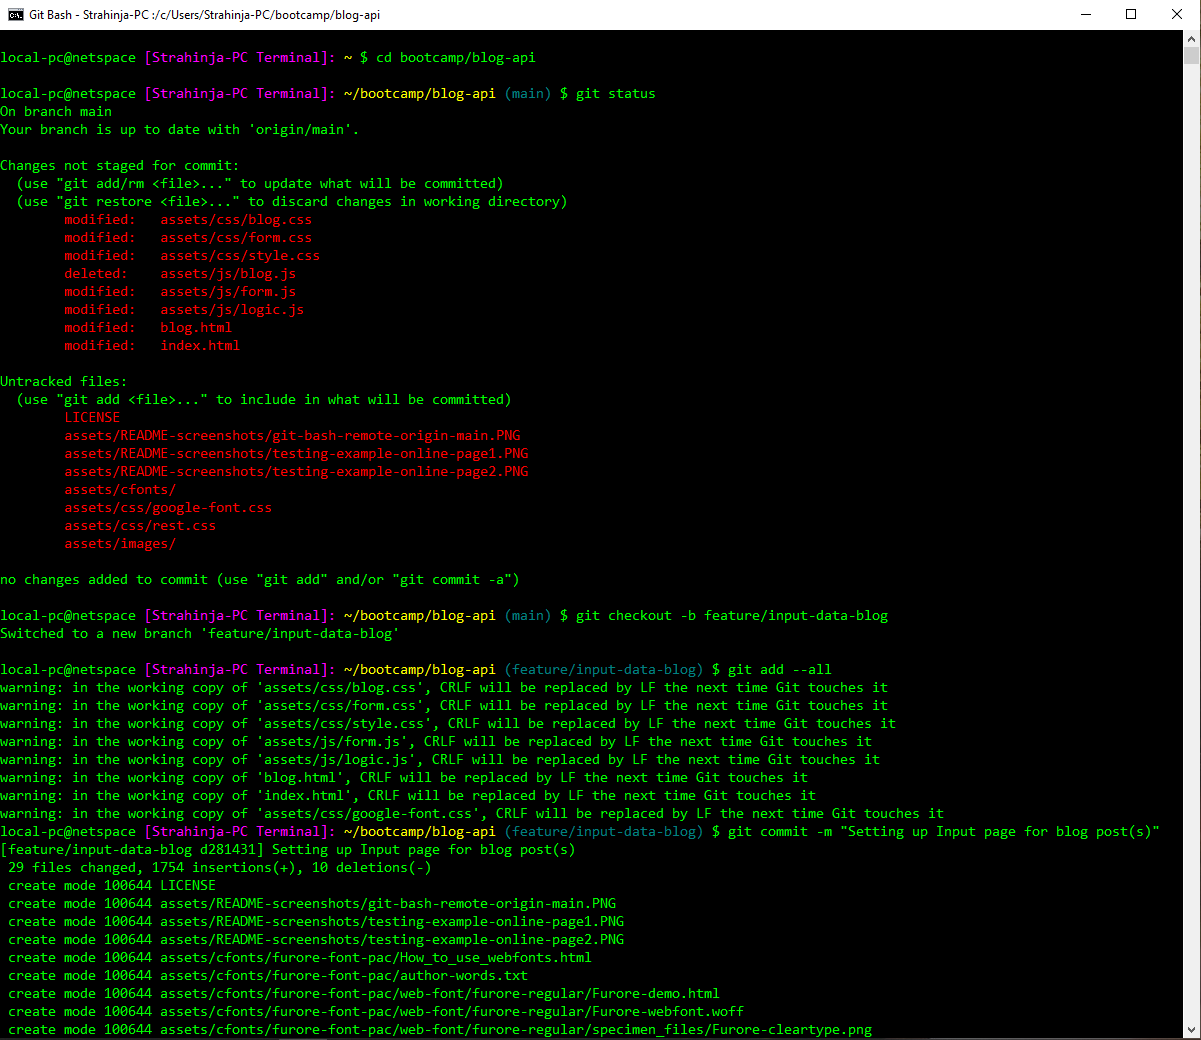 Git Bash - Strahinja-PC :/c/Users/Strahinja-PC/bootcamp/blog-api
local-pc@netspace [Strahinja-PC Terminal]: ~ $ cd bootcamp/blog-api
local-pc@netspace [Strahinja-PC Terminal]: ~/bootcamp/blog-api (main) $ git status
On branch main
Your branch is up to date with 'origin/main'.
Changes not staged for commit:
  (use "git add/rm <file>..." to update what will be committed)
  (use "git restore <file>..." to discard changes in working directory)
        modified:   assets/css/blog.css
        modified:   assets/css/form.css
        modified:   assets/css/style.css
        deleted:    assets/js/blog.js
        modified:   assets/js/form.js
        modified:   assets/js/logic.js
        modified:   blog.html
        modified:   index.html
Untracked files:
  (use "git add <file>..." to include in what will be committed)
        LICENSE
        assets/README-screenshots/git-bash-remote-origin-main.PNG
        assets/README-screenshots/testing-example-online-page1.PNG
        assets/README-screenshots/testing-example-online-page2.PNG
        assets/cfonts/
        assets/css/google-font.css
        assets/css/rest.css
        assets/images/
no changes added to commit (use "git add" and/or "git commit -a")
local-pc@netspace [Strahinja-PC Terminal]: ~/bootcamp/blog-api (main) $ git checkout -b feature/input-data-blog
Switched to a new branch 'feature/input-data-blog'
local-pc@netspace [Strahinja-PC Terminal]: ~/bootcamp/blog-api (feature/input-data-blog) $ git add --all
warning: in the working copy of 'assets/css/blog.css', CRLF will be replaced by LF the next time Git touches it
warning: in the working copy of 'assets/css/form.css', CRLF will be replaced by LF the next time Git touches it
warning: in the working copy of 'assets/css/style.css', CRLF will be replaced by LF the next time Git touches it
warning: in the working copy of 'assets/js/form.js', CRLF will be replaced by LF the next time Git touches it
warning: in the working copy of 'assets/js/logic.js', CRLF will be replaced by LF the next time Git touches it
warning: in the working copy of 'blog.html', CRLF will be replaced by LF the next time Git touches it
warning: in the working copy of 'index.html', CRLF will be replaced by LF the next time Git touches it
warning: in the working copy of 'assets/css/google-font.css', CRLF will be replaced by LF the next time Git touches it
local-pc@netspace [Strahinja-PC Terminal]: ~/bootcamp/blog-api (feature/input-data-blog) $ git commit -m "Setting up Input page for blog post(s)"
[feature/input-data-blog d281431] Setting up Input page for blog post(s)
 29 files changed, 1754 insertions(+), 10 deletions(-)
 create mode 100644 LICENSE
 create mode 100644 assets/README-screenshots/git-bash-remote-origin-main.PNG
 create mode 100644 assets/README-screenshots/testing-example-online-page1.PNG
 create mode 100644 assets/README-screenshots/testing-example-online-page2.PNG
 create mode 100644 assets/cfonts/furore-font-pac/How_to_use_webfonts.html
 create mode 100644 assets/cfonts/furore-font-pac/author-words.txt
 create mode 100644 assets/cfonts/furore-font-pac/web-font/furore-regular/Furore-demo.html
 create mode 100644 assets/cfonts/furore-font-pac/web-font/furore-regular/Furore-webfont.woff
 create mode 100644 assets/cfonts/furore-font-pac/web-font/furore-regular/specimen_files/Furore-cleartype.png